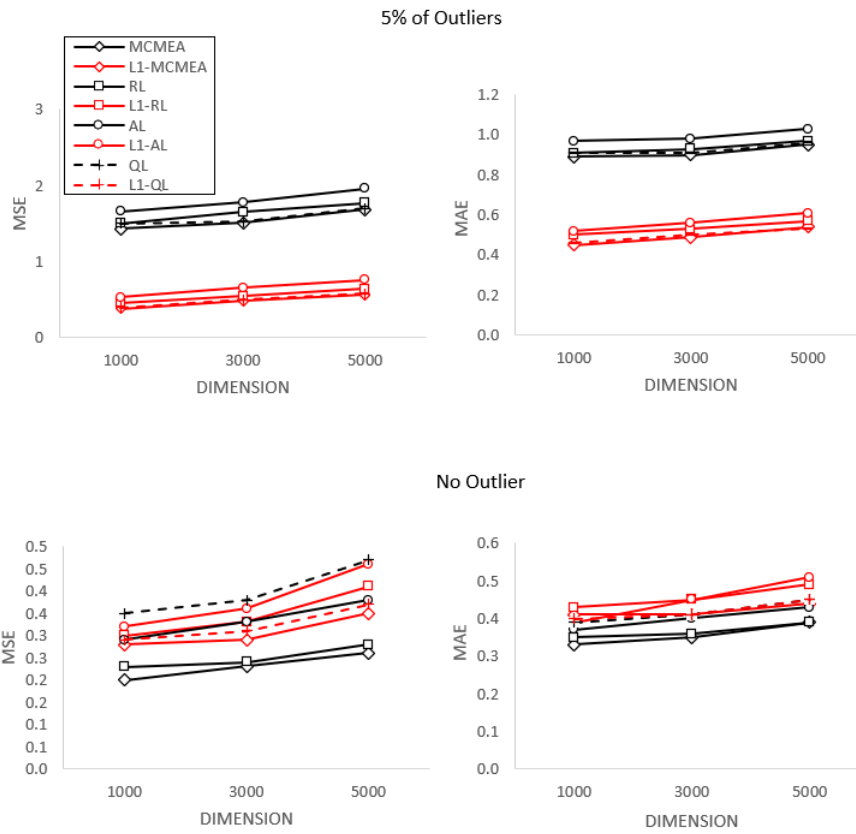 5% of Outliers
MCMEA
L1-MCMEA
RL
L1-RL
AL
L1-AL
QL
L1-QL
3
2
1
0
MSE
1000 3000 5000
DIMENSION
1.2
1.0
0.8
0.6
0.4
0.2
0.0
MAE
1000 3000 5000
DIMENSION
No Outlier
0.5
0.5
0.4
0.4
0.3
0.3
0.2
0.2
0.1
0.1
0.0
MSE
1000 3000 5000
DIMENSION
0.6
0.5
0.4
0.3
0.2
0.1
0.0
MAE
1000 3000 5000
DIMENSION